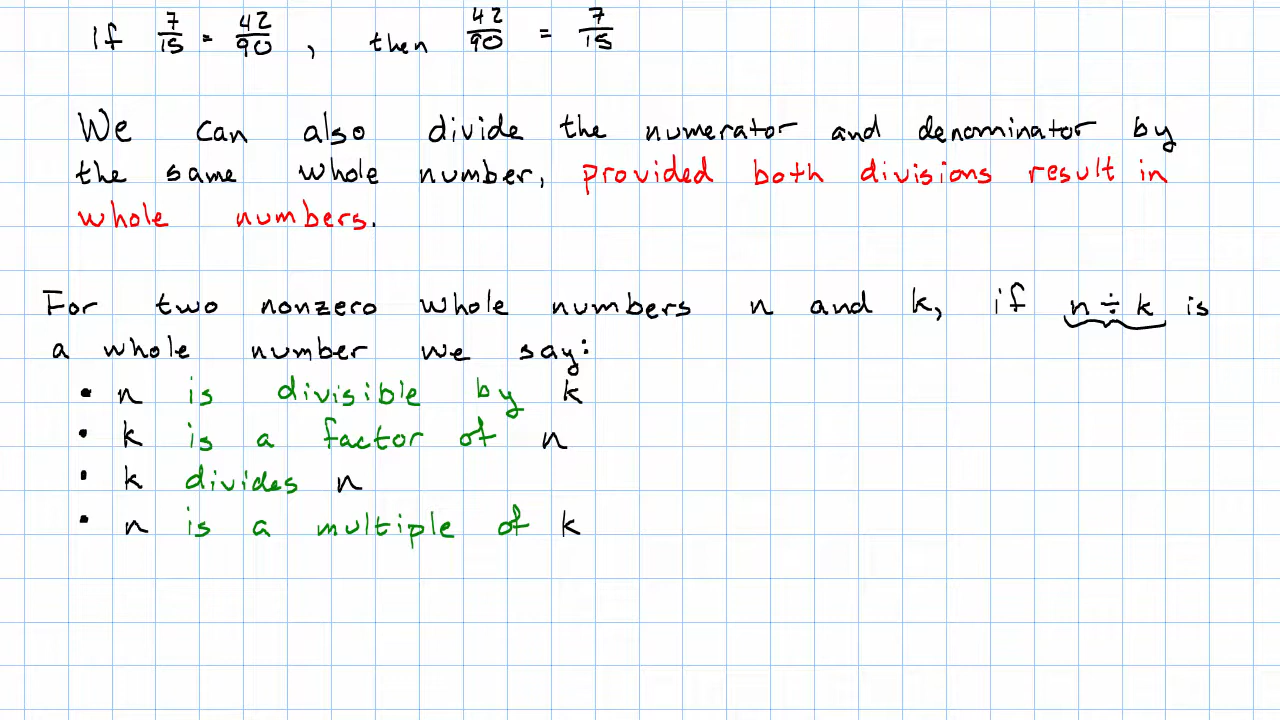 If 7/15 = 42/90, then 42/90 = 7/15
We can also divide the numerator and denominator by
the same whole number, provided both divisions result in
whole numbers.
For two nonzero whole numbers n and k, if n ÷ k is
a whole number we say:
• n is divisible by k
• k is a factor of n
• k divides n
• n is a multiple of k